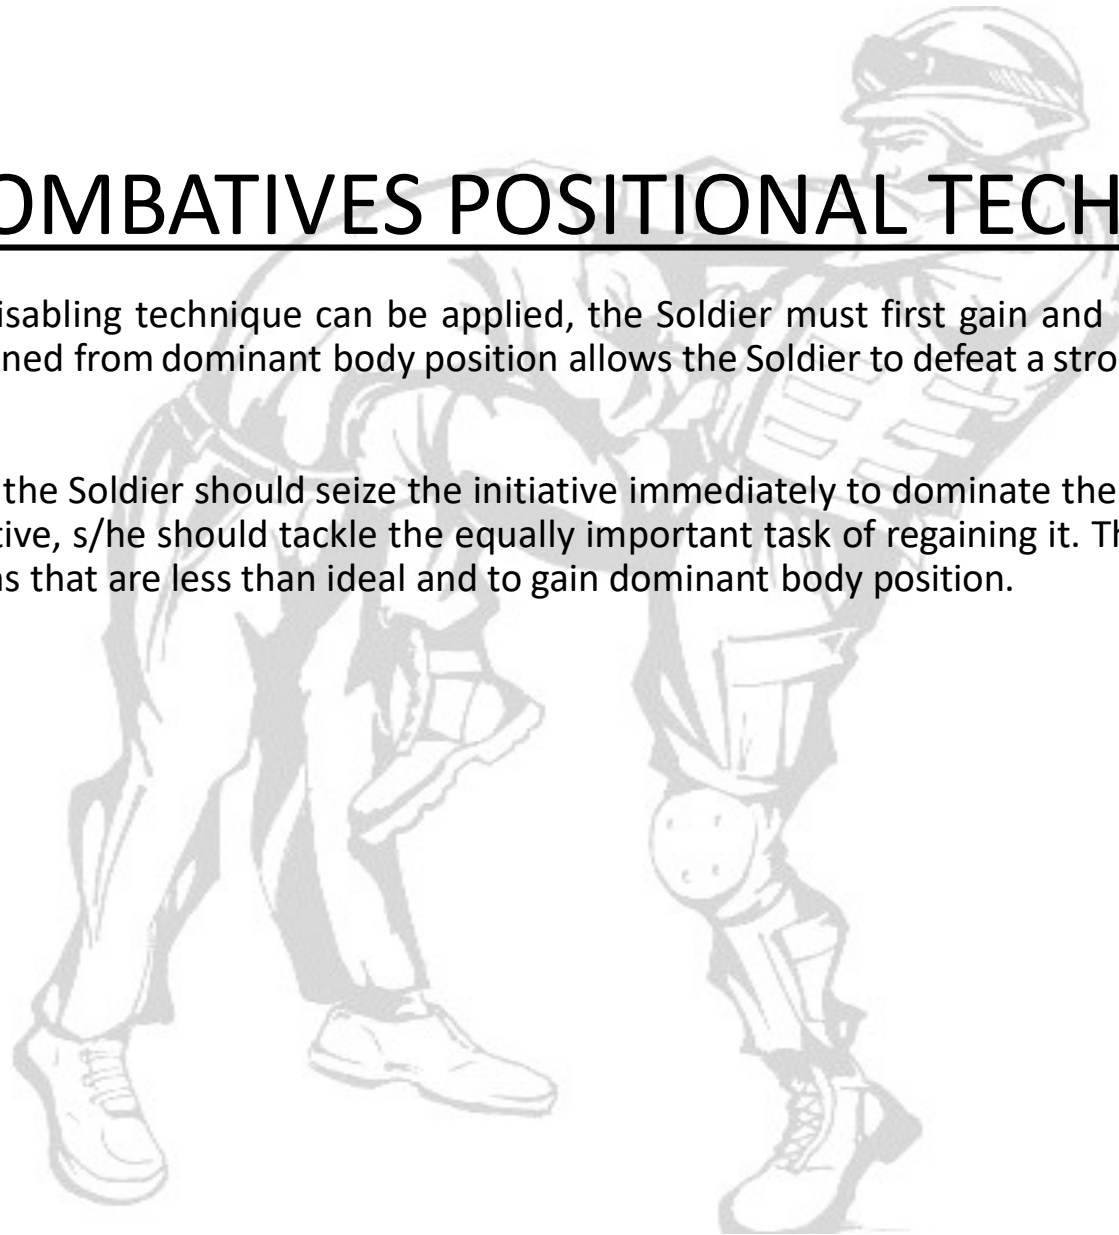 OMBATIVES POSITIONAL TECH
isabling technique can be applied, the Soldier must first gain and
ned from dominant body position allows the Soldier to defeat a stro
the Soldier should seize the initiative immediately to dominate the
tive, s/he should tackle the equally important task of regaining it. Th
ns that are less than ideal and to gain dominant body position.